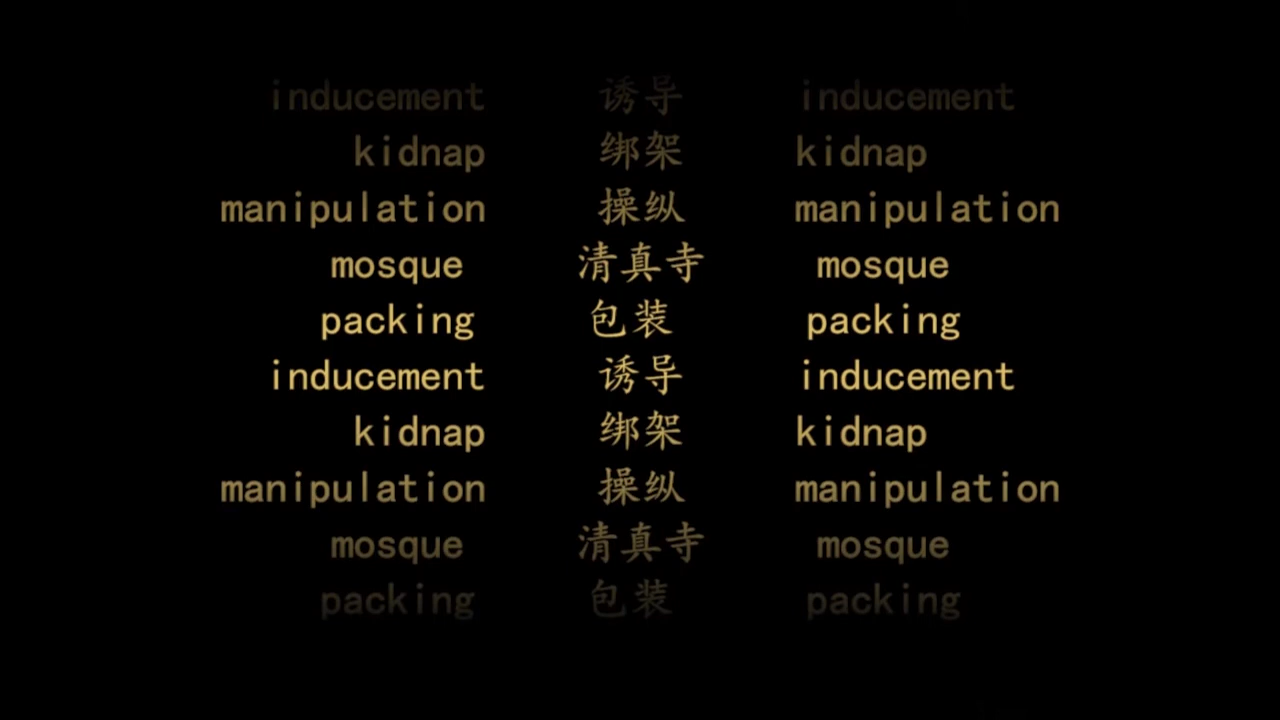 inducement 诱导 inducement
kidnap 绑架 kidnap
manipulation 操纵 manipulation
mosque 清真寺 mosque
packing 包装 packing
inducement 诱导 inducement
kidnap 绑架 kidnap
manipulation 操纵 manipulation
mosque 清真寺 mosque
packing 包装 packing